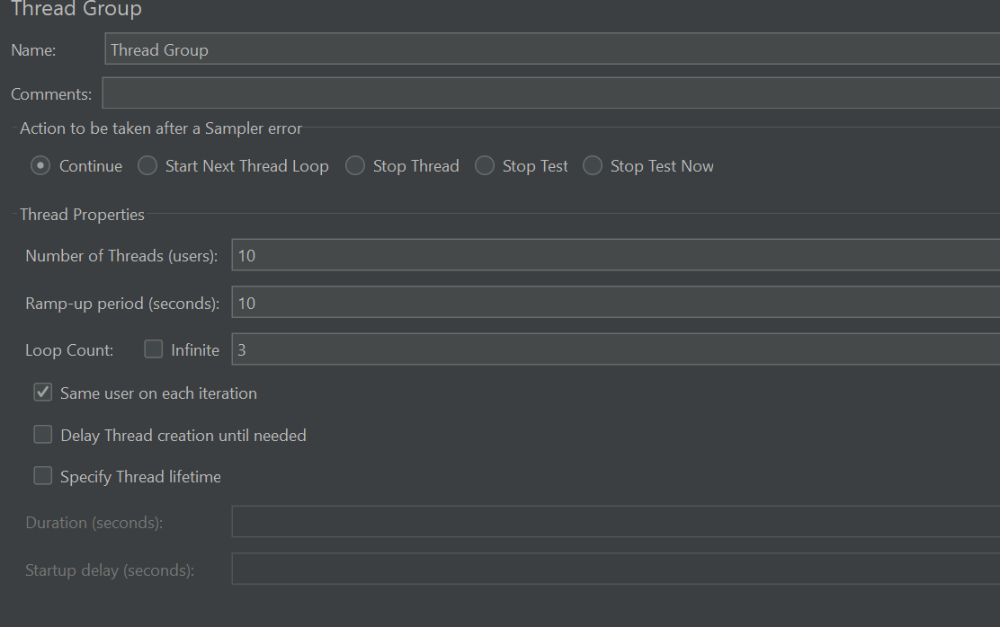 Thread Group
Name: Thread Group
Comments:
Action to be taken after a Sampler error
Continue Start Next Thread Loop Stop Thread Stop Test Stop Test Now
Thread Properties
Number of Threads (users): 10
Ramp-up period (seconds): 10
Loop Count: Infinite 3
Same user on each iteration
Delay Thread creation until needed
Specify Thread lifetime
Duration (seconds):
Startup delay (seconds):